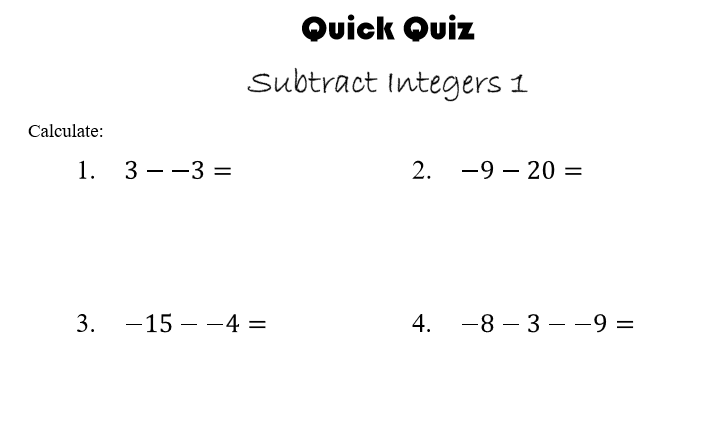 Quick Quiz
Subtract Integers 1
Calculate:
1. 3 − −3 = 2. −9 − 20 =
3. −15 − −4 = 4. −8 − 3 − −9 =